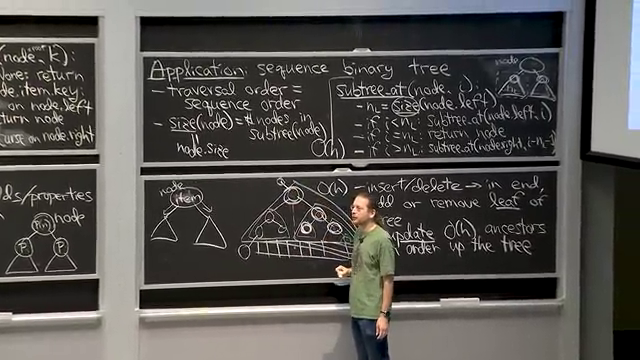 (node, k):
None: return
node.item.key:
on node.left
return node
recurse on node.right
lds/properties
node
P(n)
P
P
Application: sequence binary tree
- traversal order =
sequence order
- size(node) = # nodes in
subtree(node)
node.size
O(h)
subtree_at(node, i):
- nL = size(node.left)
- if i < nL: subtree_at(node.left, i)
- if i = nL: return node
- if i > nL: subtree_at(node.right, i-nL-1)
node
node
item
O(h)
insert/delete → in end,
add or remove leaf of
tree
update O(h) ancestors
order up the tree